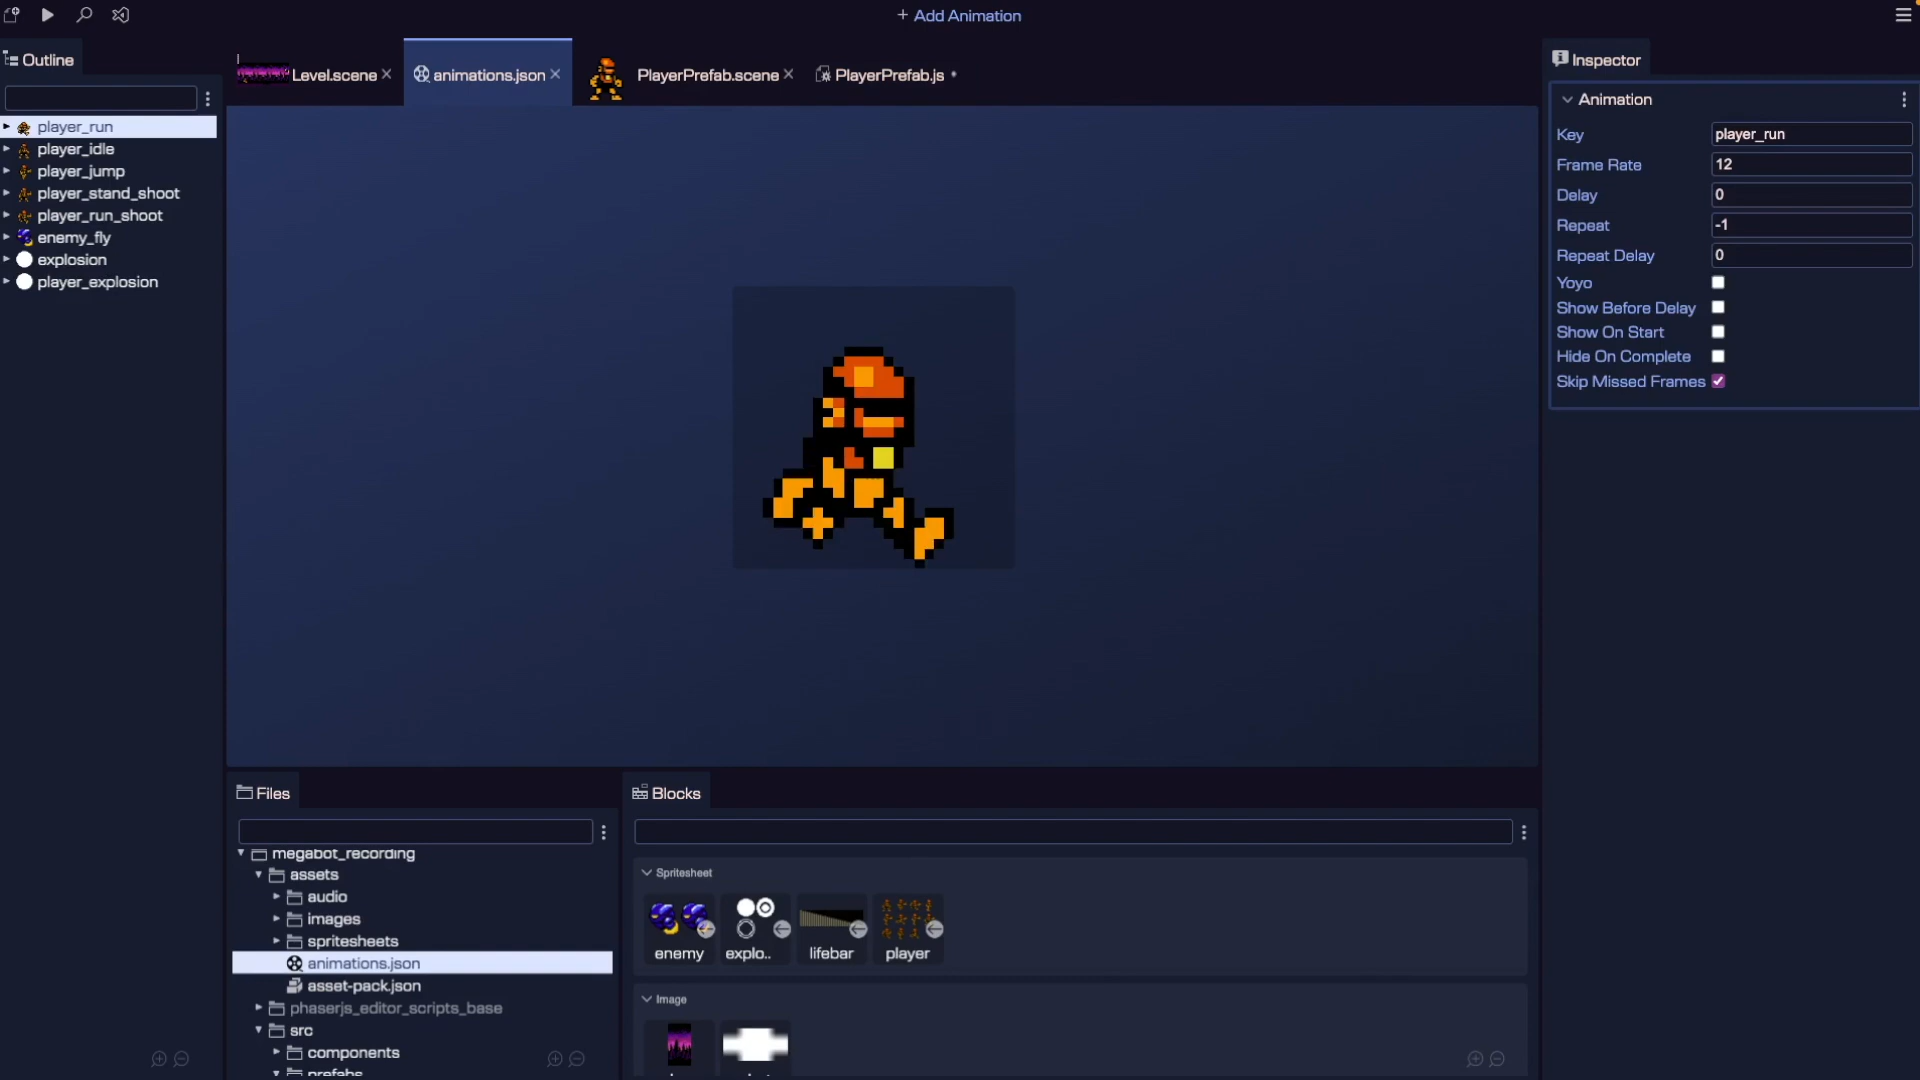 + Add Animation
Outline
Level.scene
animations.json
PlayerPrefab.scene
PlayerPrefab.js
Inspector
player_run
player_idle
player_jump
player_stand_shoot
player_run_shoot
enemy_fly
explosion
player_explosion
Animation
Key player_run
Frame Rate 12
Delay 0
Repeat -1
Repeat Delay 0
Yoyo
Show Before Delay
Show On Start
Hide On Complete
Skip Missed Frames
Files
megabot_recording
assets
audio
images
spritesheets
animations.json
asset-pack.json
phaserjs_editor_scripts_base
src
components
prefabs
Blocks
Spritesheet
enemy
explo..
lifebar
player
Image